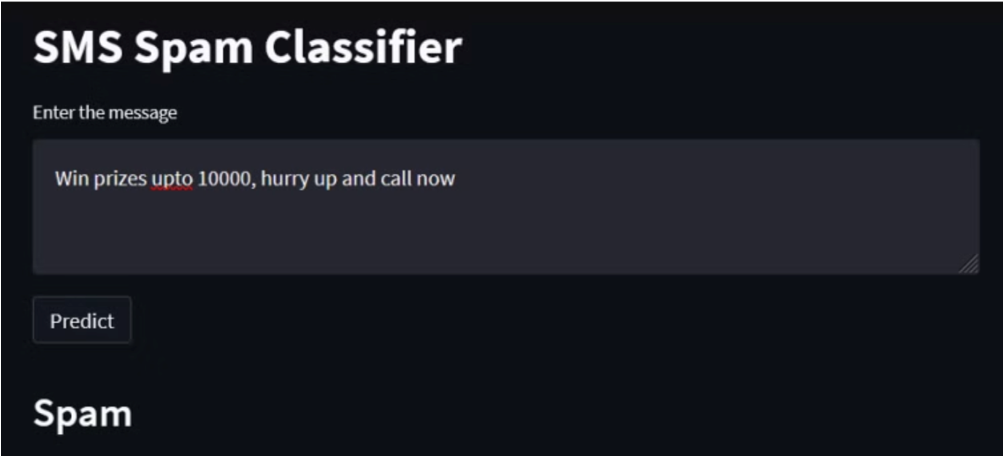 SMS Spam Classifier
Enter the message
Win prizes upto 10000, hurry up and call now
Predict
Spam